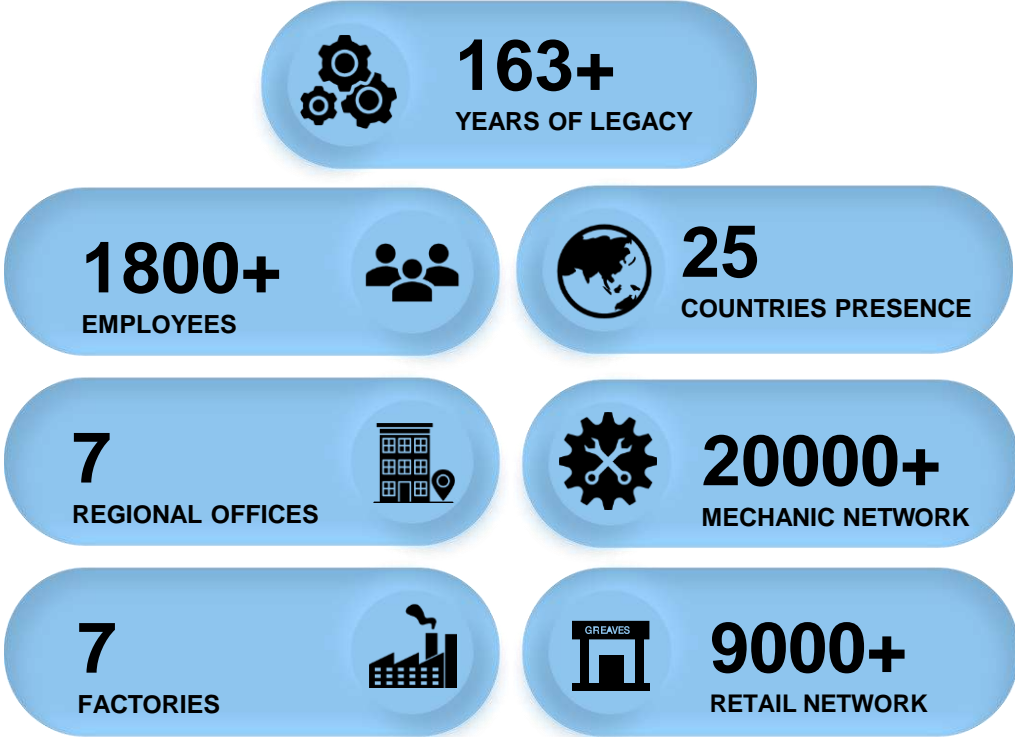 163+
YEARS OF LEGACY
1800+
EMPLOYEES
25
COUNTRIES PRESENCE
7
REGIONAL OFFICES
20000+
MECHANIC NETWORK
7
FACTORIES
GREAVES
9000+
RETAIL NETWORK